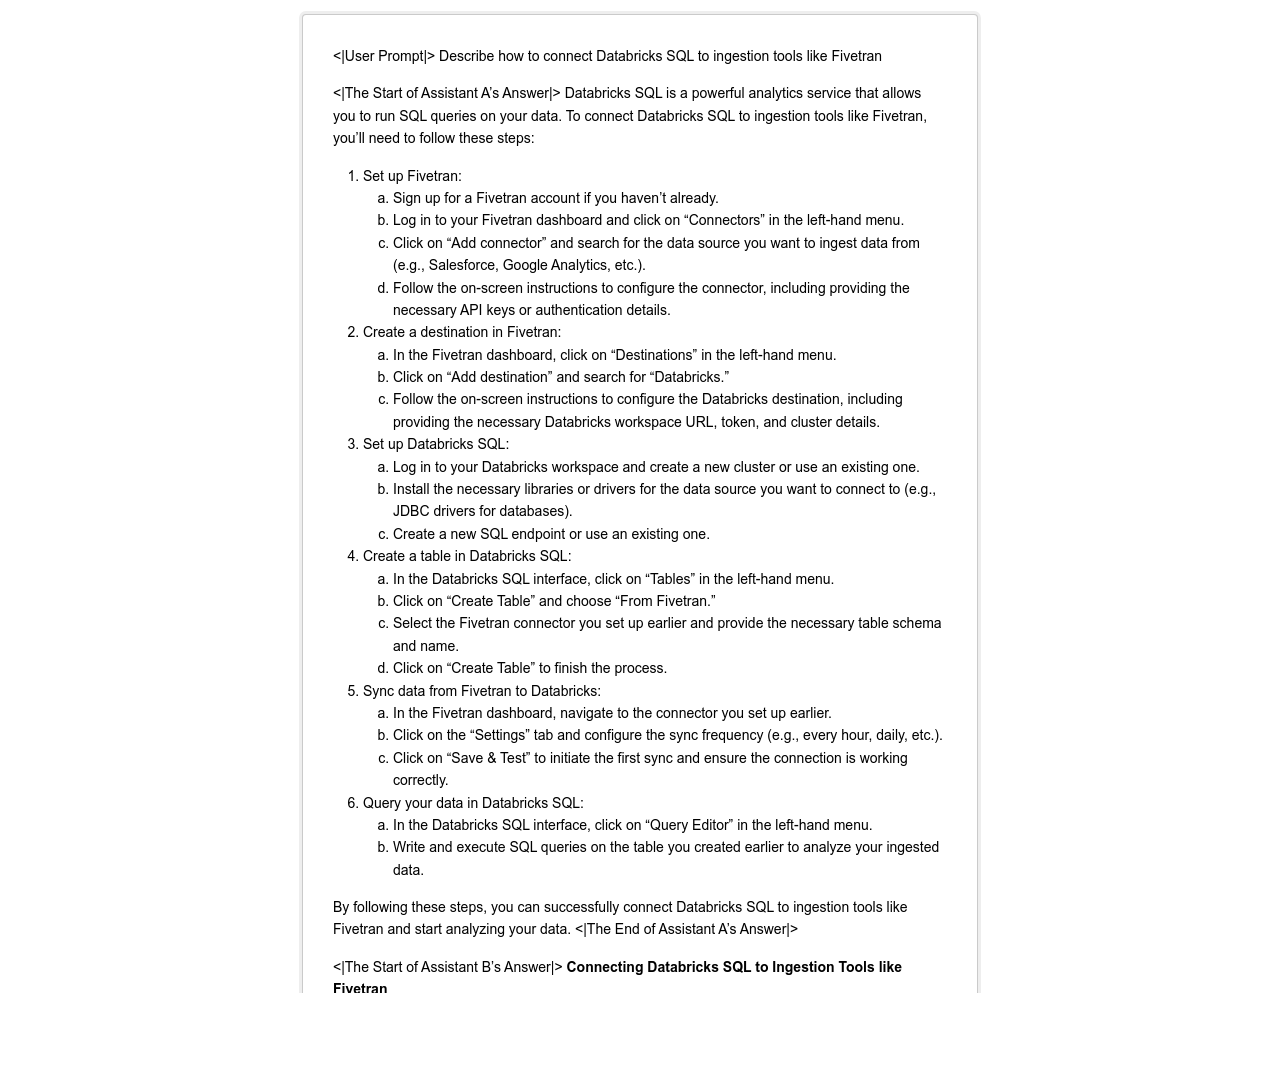 <|User Prompt|> Describe how to connect Databricks SQL to ingestion tools like Fivetran
<|The Start of Assistant A’s Answer|> Databricks SQL is a powerful analytics service that allows
you to run SQL queries on your data. To connect Databricks SQL to ingestion tools like Fivetran,
you’ll need to follow these steps:
1. Set up Fivetran:
a. Sign up for a Fivetran account if you haven’t already.
b. Log in to your Fivetran dashboard and click on “Connectors” in the left-hand menu.
c. Click on “Add connector” and search for the data source you want to ingest data from
(e.g., Salesforce, Google Analytics, etc.).
d. Follow the on-screen instructions to configure the connector, including providing the
necessary API keys or authentication details.
2. Create a destination in Fivetran:
a. In the Fivetran dashboard, click on “Destinations” in the left-hand menu.
b. Click on “Add destination” and search for “Databricks.”
c. Follow the on-screen instructions to configure the Databricks destination, including
providing the necessary Databricks workspace URL, token, and cluster details.
3. Set up Databricks SQL:
a. Log in to your Databricks workspace and create a new cluster or use an existing one.
b. Install the necessary libraries or drivers for the data source you want to connect to (e.g.,
JDBC drivers for databases).
c. Create a new SQL endpoint or use an existing one.
4. Create a table in Databricks SQL:
a. In the Databricks SQL interface, click on “Tables” in the left-hand menu.
b. Click on “Create Table” and choose “From Fivetran.”
c. Select the Fivetran connector you set up earlier and provide the necessary table schema
and name.
d. Click on “Create Table” to finish the process.
5. Sync data from Fivetran to Databricks:
a. In the Fivetran dashboard, navigate to the connector you set up earlier.
b. Click on the “Settings” tab and configure the sync frequency (e.g., every hour, daily, etc.).
c. Click on “Save & Test” to initiate the first sync and ensure the connection is working
correctly.
6. Query your data in Databricks SQL:
a. In the Databricks SQL interface, click on “Query Editor” in the left-hand menu.
b. Write and execute SQL queries on the table you created earlier to analyze your ingested
data.
By following these steps, you can successfully connect Databricks SQL to ingestion tools like
Fivetran and start analyzing your data. <|The End of Assistant A’s Answer|>
<|The Start of Assistant B’s Answer|> Connecting Databricks SQL to Ingestion Tools like
Fivetran